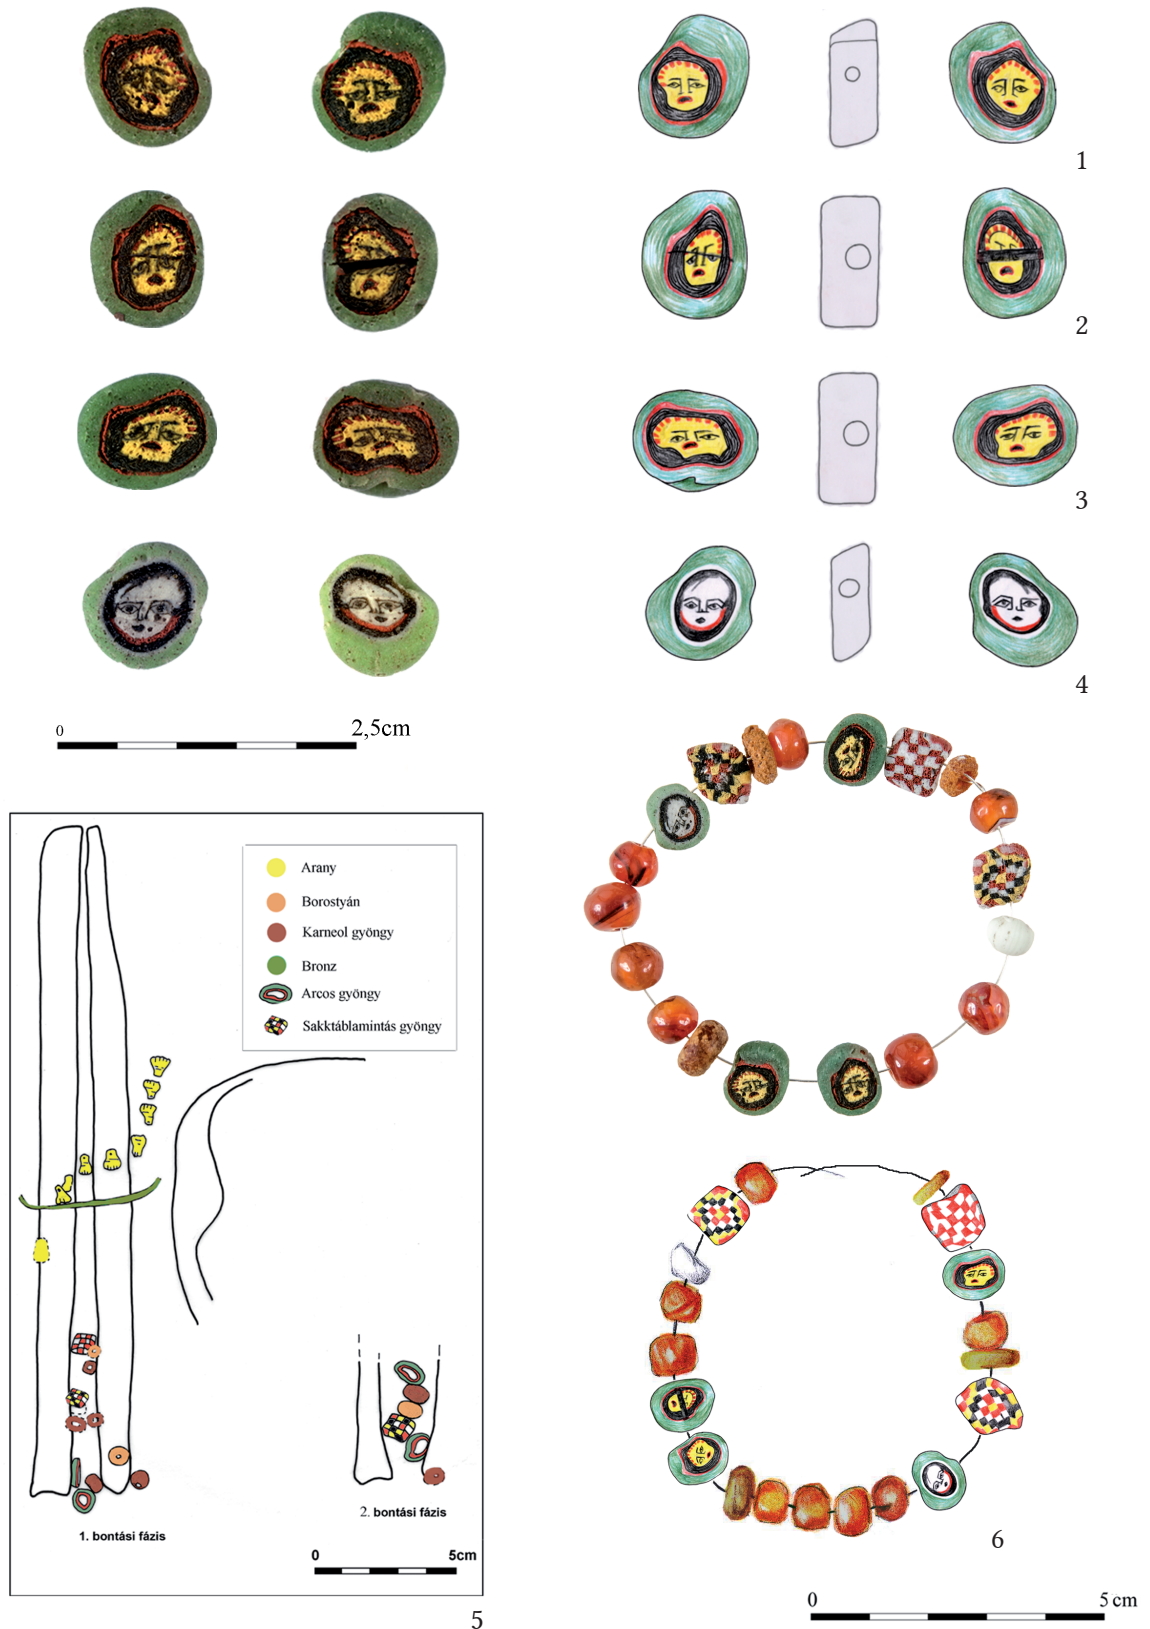 1
2
3
4
0 2,5cm
Arany
Borostyán
Karneol gyöngy
Bronz
Arcos gyöngy
Sakktáblamintás gyöngy
1. bontási fázis
2. bontási fázis
0 5cm
5
6
0 5 cm